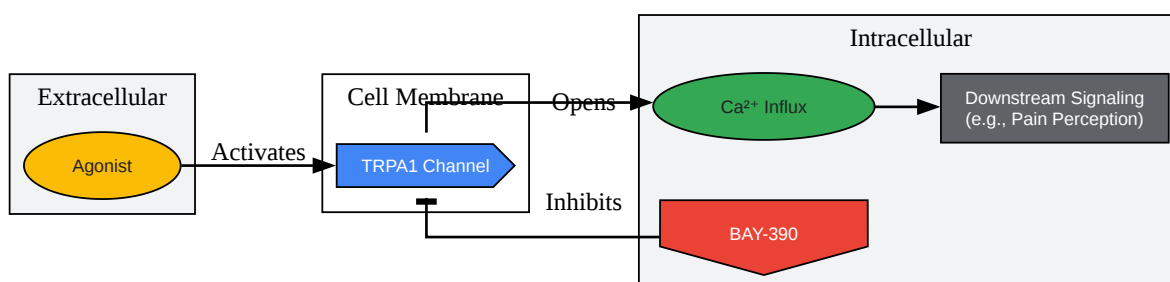 Intracellular
Extracellular
Cell Membrane
Opens
Ca²⁺ Influx
Downstream Signaling
(e.g., Pain Perception)
Agonist
Activates
TRPA1 Channel
Inhibits
BAY-390